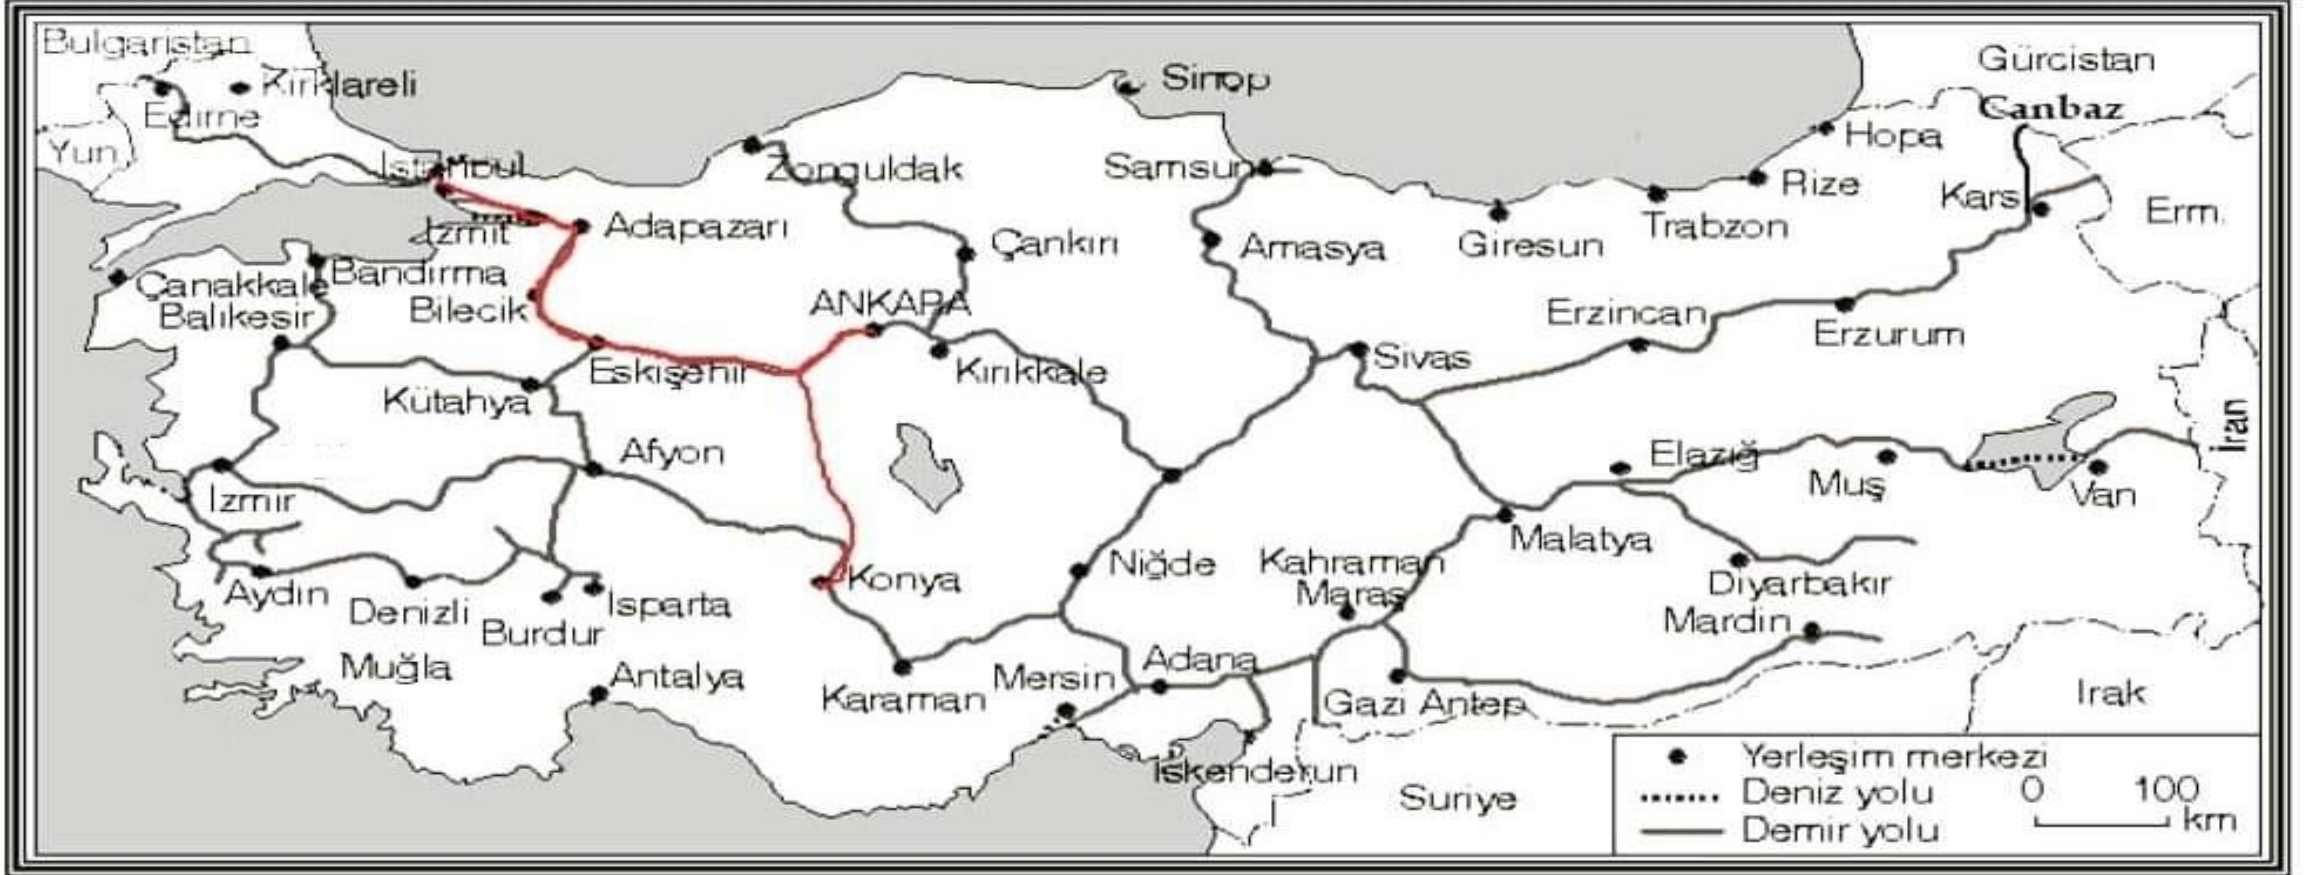 Bulgaristan
Kırklareli
Edirne
Yun.
İstanbul
İzmit
Adapazarı
Zonguldak
Sinop
Samsun
Amasya
Giresun
Trabzon
Rize
Hopa
Gürcistan
Canbaz
Kars
Erm.
Çanakkale
Bandırma
Balıkesir
Bilecik
ANKARA
Çankırı
Kırıkkale
Eskişehir
Kütahya
Sivas
Erzincan
Erzurum
İran
Afyon
Elazığ
Muş
Van
İzmir
Malatya
Konya
Niğde
Kahraman
Maraş
Diyarbakır
Mardin
Aydın
Denizli
Burdur
Isparta
Muğla
Antalya
Karaman
Mersin
Adana
Gazi Antep
Irak
İskenderun
Suriye
Yerleşim merkezi
Deniz yolu
Demir yolu
0 100
km